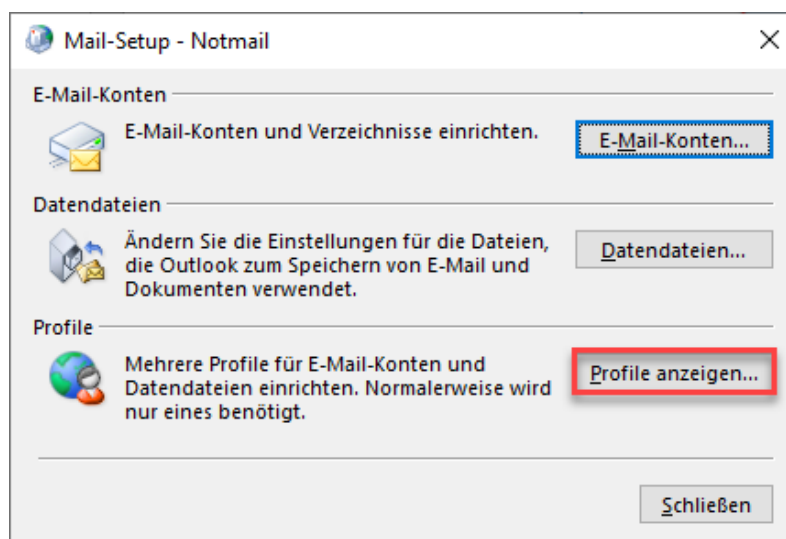 Mail-Setup - Notmail
E-Mail-Konten
E-Mail-Konten und Verzeichnisse einrichten.
E-Mail-Konten...
Datendateien
Ändern Sie die Einstellungen für die Dateien,
die Outlook zum Speichern von E-Mail und
Dokumenten verwendet.
Datendateien...
Profile
Mehrere Profile für E-Mail-Konten und
Datendateien einrichten. Normalerweise wird
nur eines benötigt.
Profile anzeigen...
Schließen